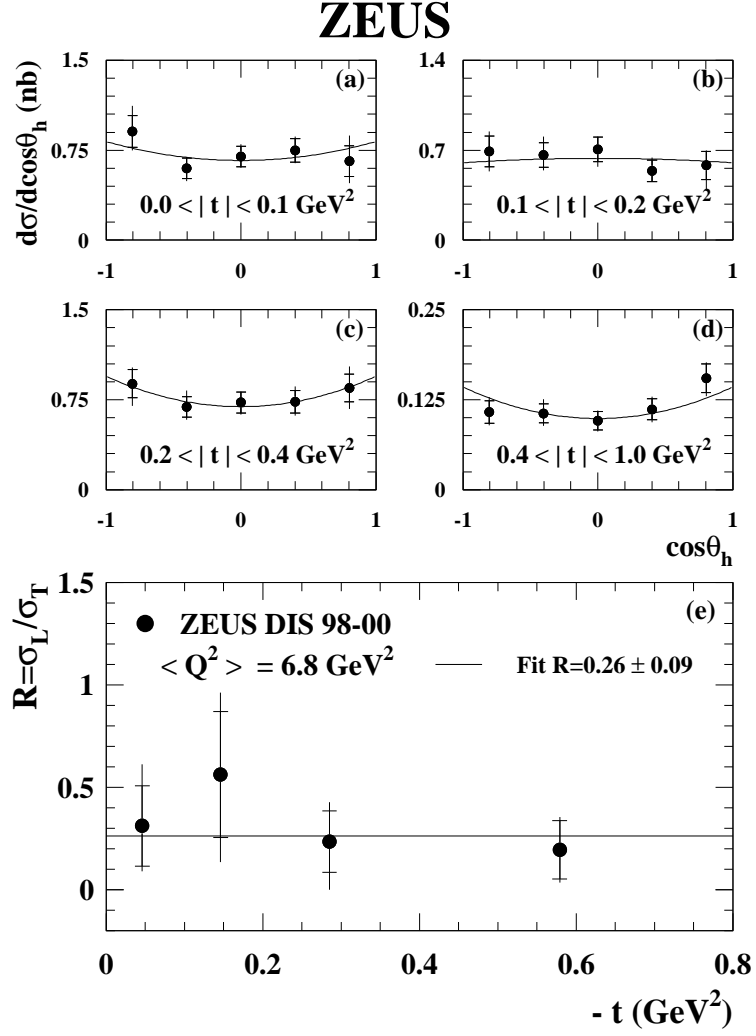 ZEUS
dσ/dcosθh (nb)
1.5
0.75
0
(a)
0.0 < | t | < 0.1 GeV2
-1 0 1
1.4
0.7
0
(b)
0.1 < | t | < 0.2 GeV2
-1 0 1
1.5
0.75
0
(c)
0.2 < | t | < 0.4 GeV2
-1 0 1
0.25
0.125
0
(d)
0.4 < | t | < 1.0 GeV2
-1 0 1
cosθh
R=σL/σT
1.5
1
0.5
0
(e)
ZEUS DIS 98-00
< Q2 > = 6.8 GeV2
Fit R=0.26 ± 0.09
0 0.2 0.4 0.6 0.8
- t (GeV2)